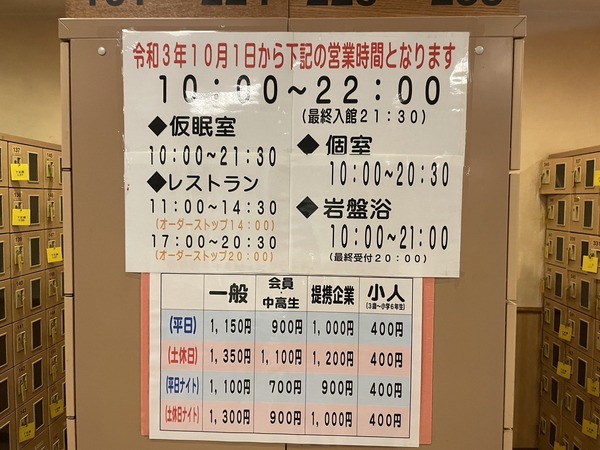 令和3年10月1日から下記の営業時間となります
10:00~22:00
(最終入館21:30)
◆仮眠室
10:00~21:30
◆レストラン
11:00~14:30
(オーダーストップ14:00)
17:00~20:30
(オーダーストップ20:00)
◆個室
10:00~20:30
◆岩盤浴
10:00~21:00
(最終受付20:00)
一般 会員・中高生 提携企業 小人(3歳~小学6年生)
(平日) 1,150円 900円 1,000円 400円
(土休日) 1,350円 1,100円 1,200円 400円
(平日ナイト) 1,100円 700円 900円 400円
(土休日ナイト) 1,300円 900円 1,000円 400円